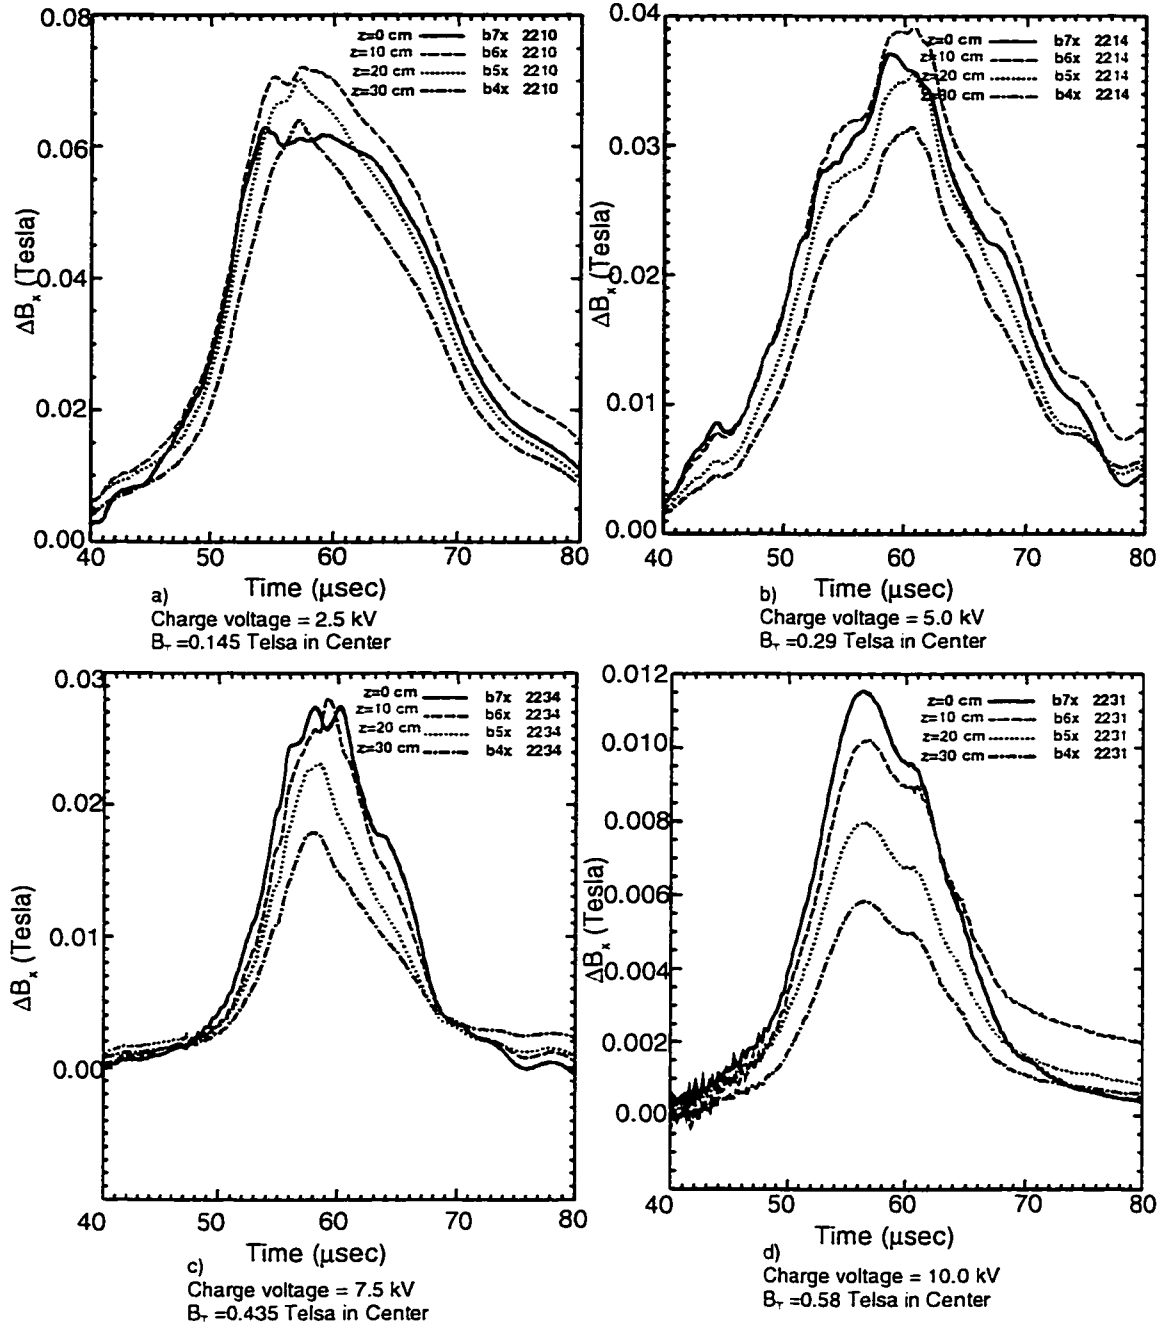 z=0 cm b7x 2210
z=10 cm b6x 2210
z=20 cm b5x 2210
z=30 cm b4x 2210
0.08
0.06
0.04
0.02
0.00
ΔBx (Tesla)
40 50 60 70 80
Time (μsec)
a)
Charge voltage = 2.5 kV
BT =0.145 Telsa in Center
z=0 cm b7x 2214
z=10 cm b6x 2214
z=20 cm b5x 2214
z=30 cm b4x 2214
0.04
0.03
0.02
0.01
0.00
ΔBx (Tesla)
40 50 60 70 80
Time (μsec)
b)
Charge voltage = 5.0 kV
BT =0.29 Telsa in Center
z=0 cm b7x 2234
z=10 cm b6x 2234
z=20 cm b5x 2234
z=30 cm b4x 2234
0.03
0.02
0.01
0.00
ΔBx (Tesla)
40 50 60 70 80
Time (μsec)
c)
Charge voltage = 7.5 kV
BT =0.435 Telsa in Center
z=0 cm b7x 2231
z=10 cm b6x 2231
z=20 cm b5x 2231
z=30 cm b4x 2231
0.012
0.010
0.008
0.006
0.004
0.002
0.00
ΔBx (Tesla)
40 50 60 70 80
Time (μsec)
d)
Charge voltage = 10.0 kV
BT =0.58 Telsa in Center